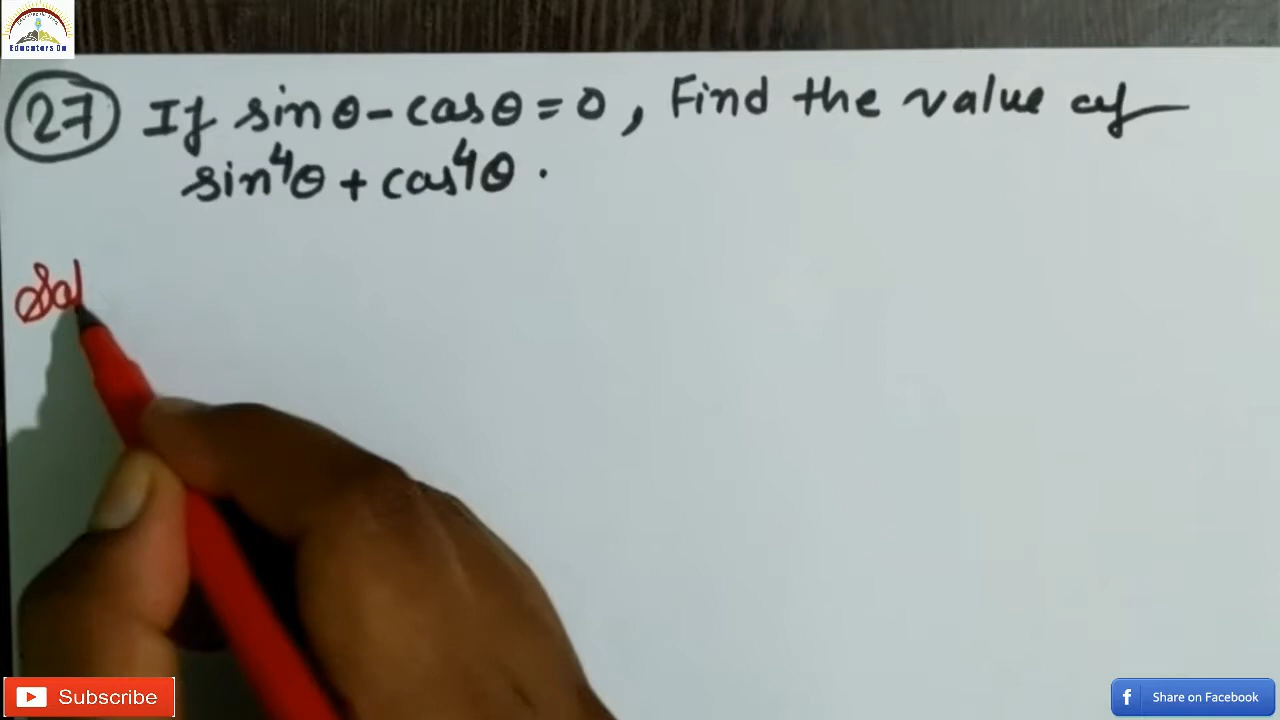 Educators On
27 If sinθ - cosθ = 0, Find the value of
sin⁴θ + cos⁴θ.
Sol
Subscribe
Share on Facebook